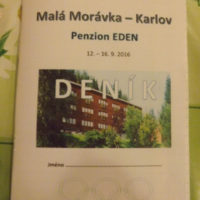 Malá Morávka – Karlov
Penzion EDEN
12. – 16. 9. 2016
DENÍK
Jméno